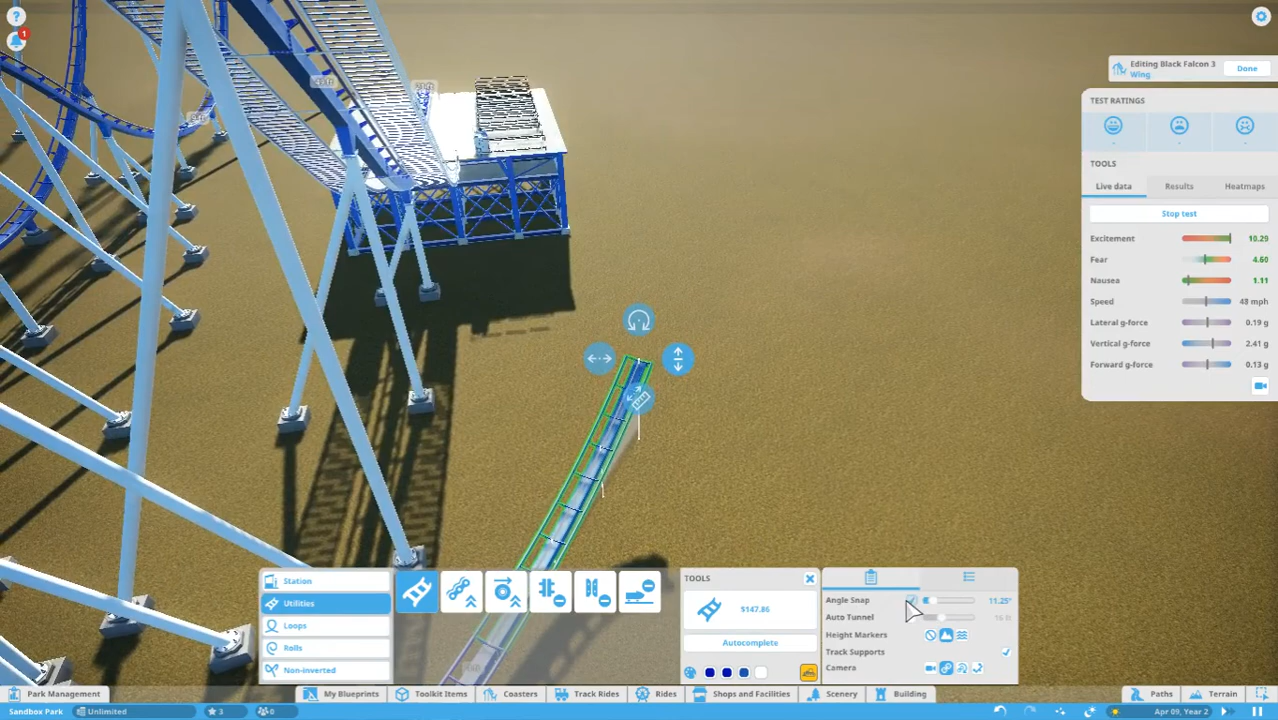 ?
1
Editing Black Falcon 3
Wing
Done
TEST RATINGS
- - -
TOOLS
Live data Results Heatmaps
Stop test
Excitement 10.29
Fear 4.60
Nausea 1.11
Speed 48 mph
Lateral g-force 0.19 g
Vertical g-force 2.41 g
Forward g-force 0.13 g
Station
Utilities
Loops
Rolls
Non-inverted
TOOLS
$147.86
Autocomplete
Angle Snap 11.25°
Auto Tunnel 16 ft
Height Markers
Track Supports
Camera
Park Management My Blueprints Toolkit Items Coasters Track Rides Rides Shops and Facilities Scenery Building Paths Terrain
Sandbox Park Unlimited 3 0 Apr 09, Year 2